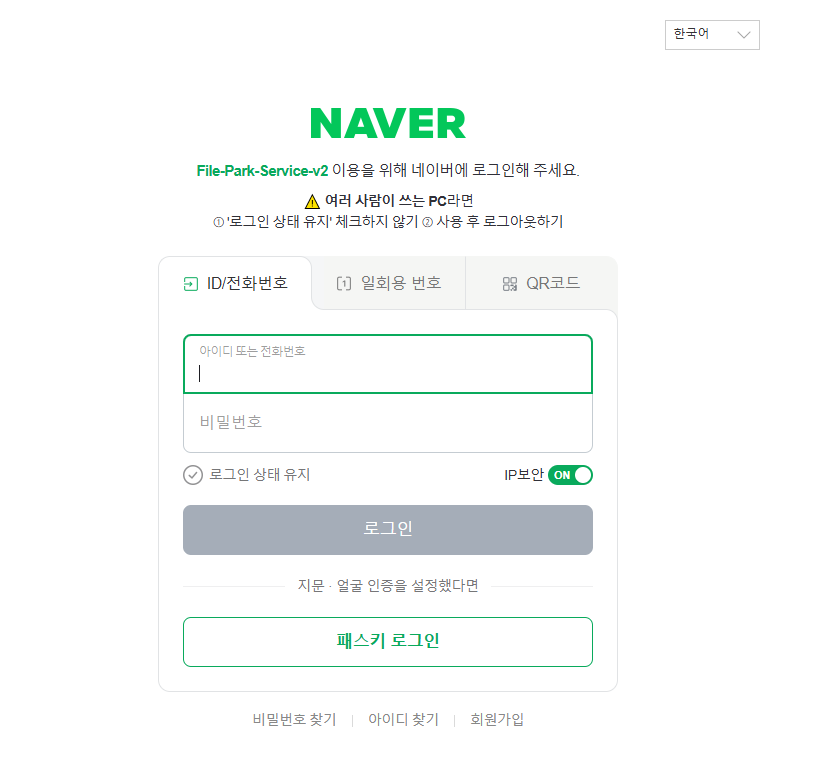 한국어
NAVER
File-Park-Service-v2 이용을 위해 네이버에 로그인해 주세요.
여러 사람이 쓰는 PC라면
① '로그인 상태 유지' 체크하지 않기 ② 사용 후 로그아웃하기
ID/전화번호
1 일회용 번호
QR코드
아이디 또는 전화번호
비밀번호
로그인 상태 유지
IP보안 ON
로그인
지문 · 얼굴 인증을 설정했다면
패스키 로그인
비밀번호 찾기
아이디 찾기
회원가입